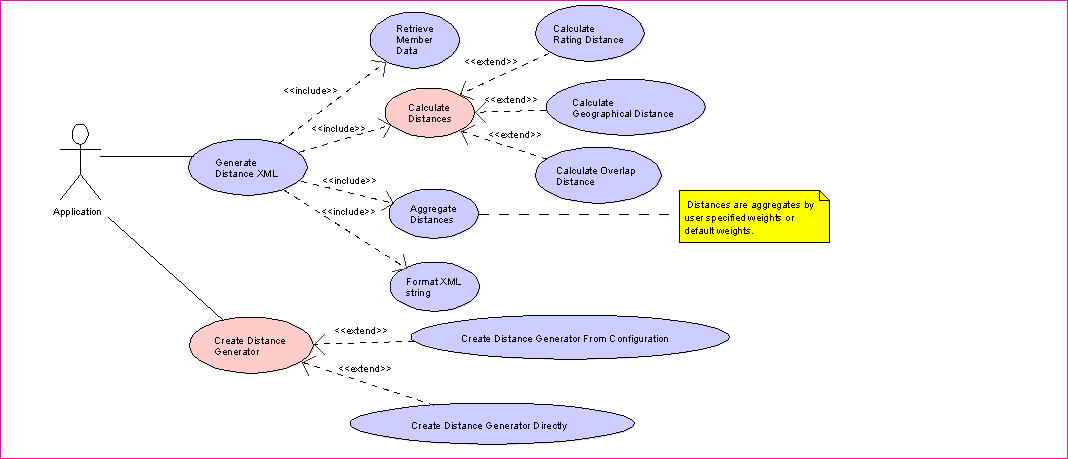 Retrieve
Member
Data
Calculate
Rating Distance
<<extend>>
<<include>>
Calculate
Distances
<<extend>>
Calculate
Geographical Distance
<<include>>
<<extend>>
Generate
Distance XML
Calculate Overlap
Distance
<<include>>
Application
<<include>>
Aggregate
Distances
Distances are aggregates by
user specified weights or
default weights.
Format XML
string
Create Distance
Generator
<<extend>>
Create Distance Generator From Configuration
<<extend>>
Create Distance Generator Directly